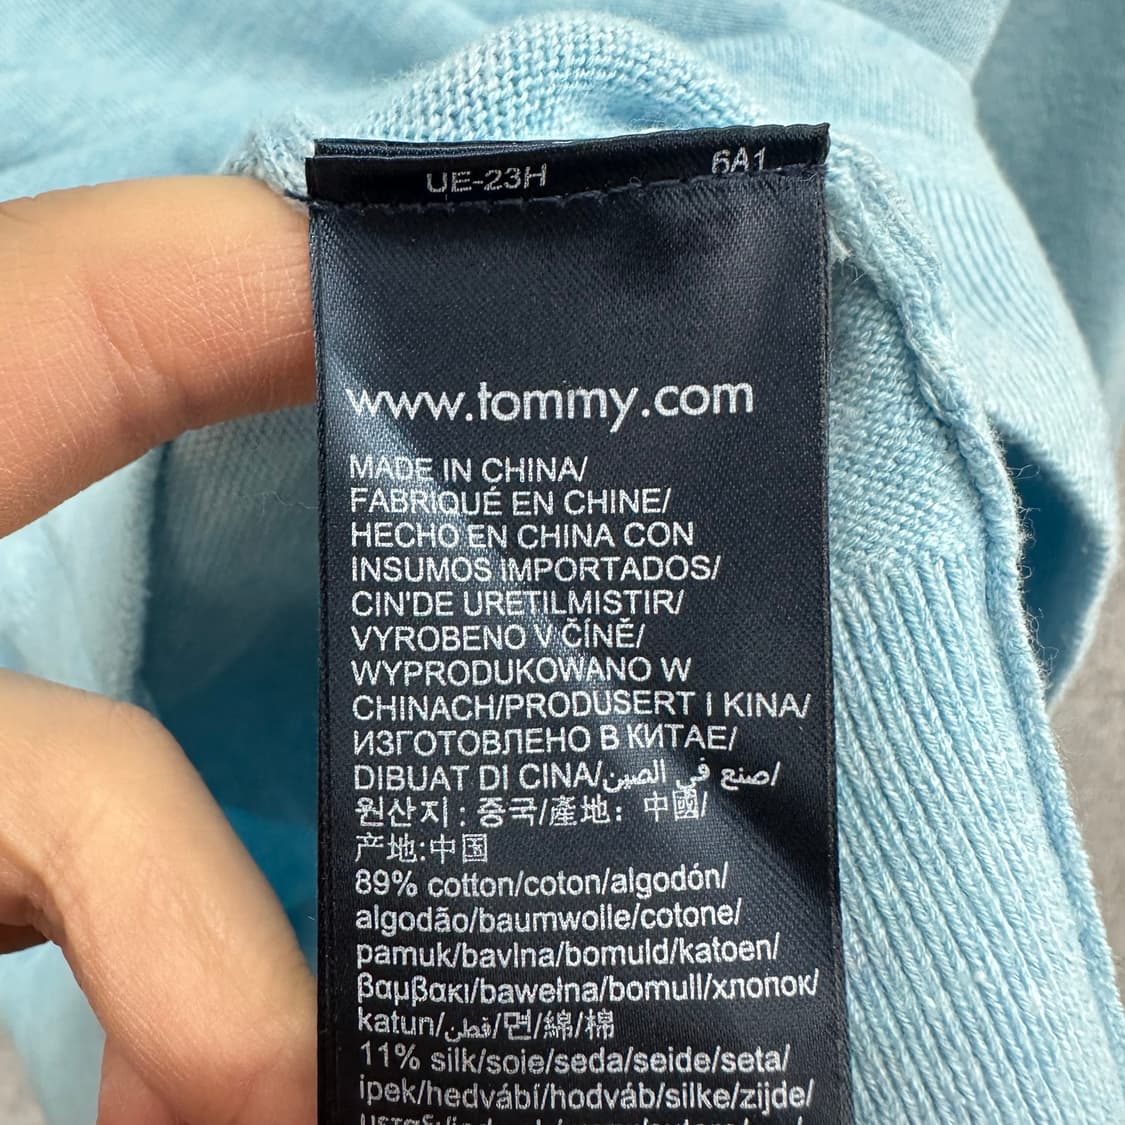 UE-23H 6A1
www.tommy.com
MADE IN CHINA/
FABRIQUÉ EN CHINE/
HECHO EN CHINA CON
INSUMOS IMPORTADOS/
CIN'DE URETILMISTIR/
VYROBENO V ČÍNĚ/
WYPRODUKOWANO W
CHINACH/PRODUSERT I KINA/
ИЗГОТОВЛЕНО В КИТАЕ/
DIBUAT DI CINA/صنع في الصين/
원산지 : 중국/產地: 中國/
产地:中国
89% cotton/coton/algodón/
algodão/baumwolle/cotone/
pamuk/bavlna/bomuld/katoen/
βαμβακι/bawełna/bomull/хлопок/
katun/قطن/면/綿/棉
11% silk/soie/seda/seide/seta/
ipek/hedvábí/hodváb/silke/zijde/